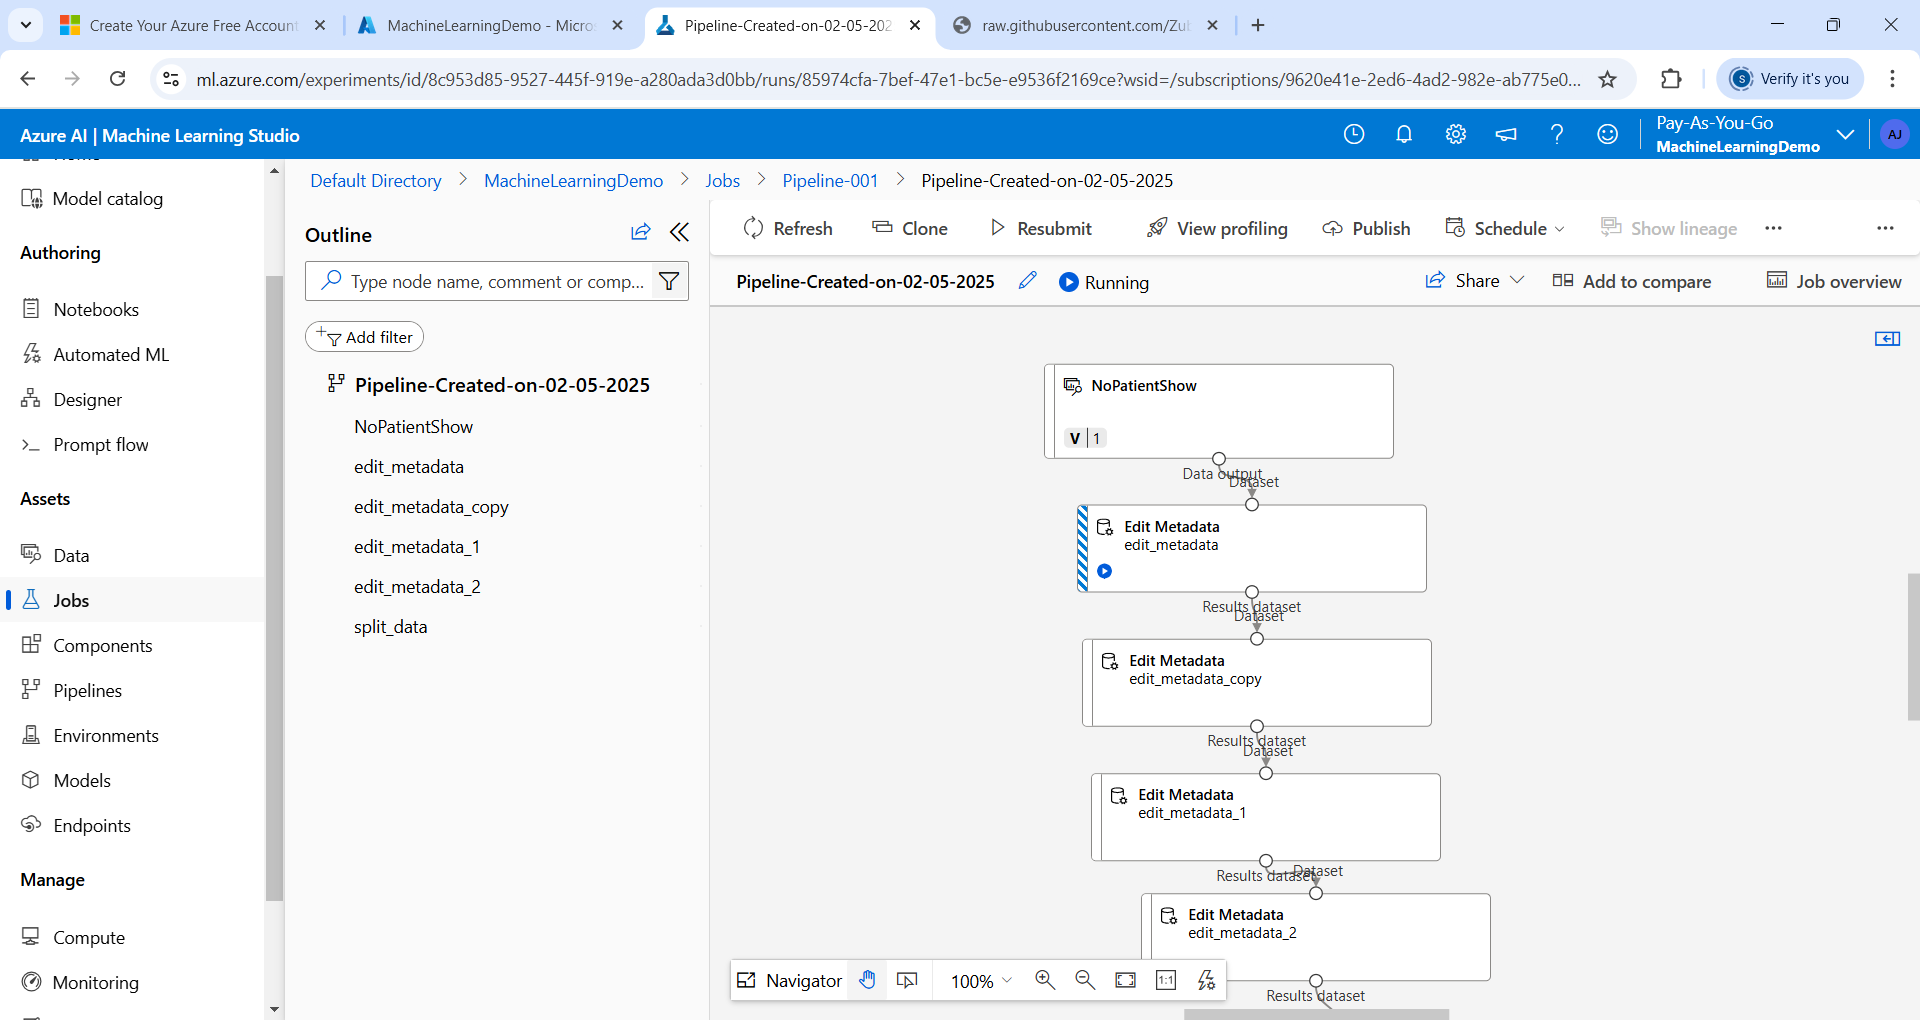 Create Your Azure Free Account
MachineLearningDemo - Micro
Pipeline-Created-on-02-05-202
raw.githubusercontent.com/Zul
ml.azure.com/experiments/id/8c953d85-9527-445f-919e-a280ada3d0bb/runs/85974cfa-7bef-47e1-bc5e-e9536f2169ce?wsid=/subscriptions/9620e41e-2ed6-4ad2-982e-ab775e0...
S
Verify it's you
Azure AI | Machine Learning Studio
Pay-As-You-Go
MachineLearningDemo
AJ
Home
Model catalog
Authoring
Notebooks
Automated ML
Designer
Prompt flow
Assets
Data
Jobs
Components
Pipelines
Environments
Models
Endpoints
Manage
Compute
Monitoring
Default Directory > MachineLearningDemo > Jobs > Pipeline-001 > Pipeline-Created-on-02-05-2025
Outline
Type node name, comment or comp...
Add filter
Pipeline-Created-on-02-05-2025
NoPatientShow
edit_metadata
edit_metadata_copy
edit_metadata_1
edit_metadata_2
split_data
Refresh
Clone
Resubmit
View profiling
Publish
Schedule
Show lineage
Pipeline-Created-on-02-05-2025
Running
Share
Add to compare
Job overview
NoPatientShow
V | 1
Data output
Dataset
Edit Metadata
edit_metadata
Results dataset
Dataset
Edit Metadata
edit_metadata_copy
Results dataset
Dataset
Edit Metadata
edit_metadata_1
Results dataset
Dataset
Edit Metadata
edit_metadata_2
Results dataset
Navigator
100%
1:1